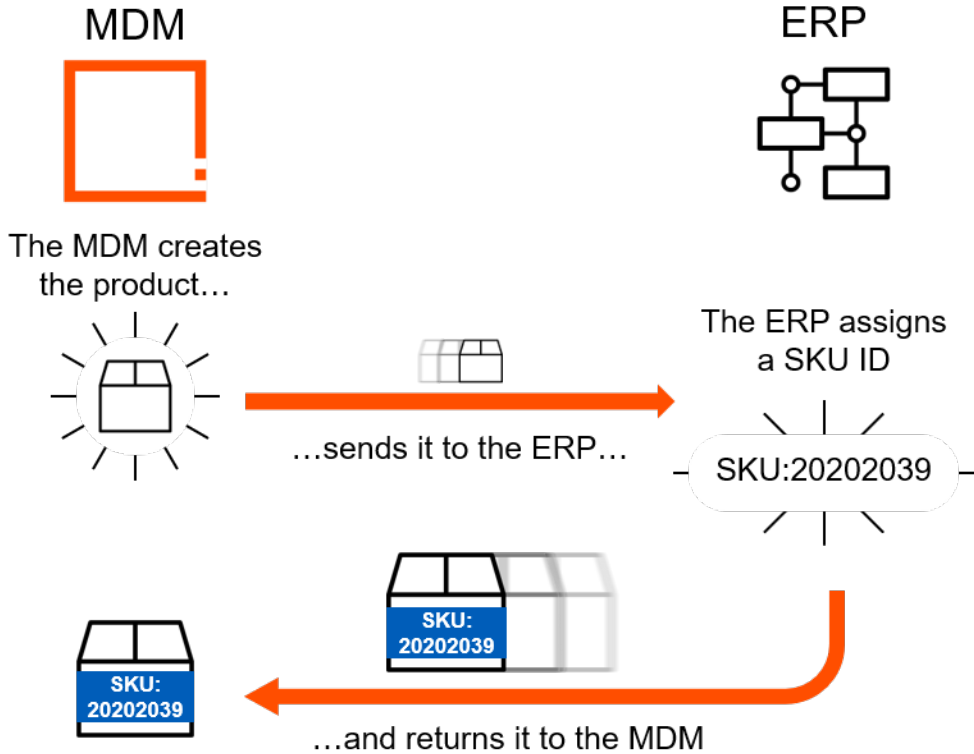 MDM
ERP
The MDM creates
the product…
The ERP assigns
a SKU ID
…sends it to the ERP…
SKU:20202039
SKU:
20202039
SKU:
20202039
…and returns it to the MDM